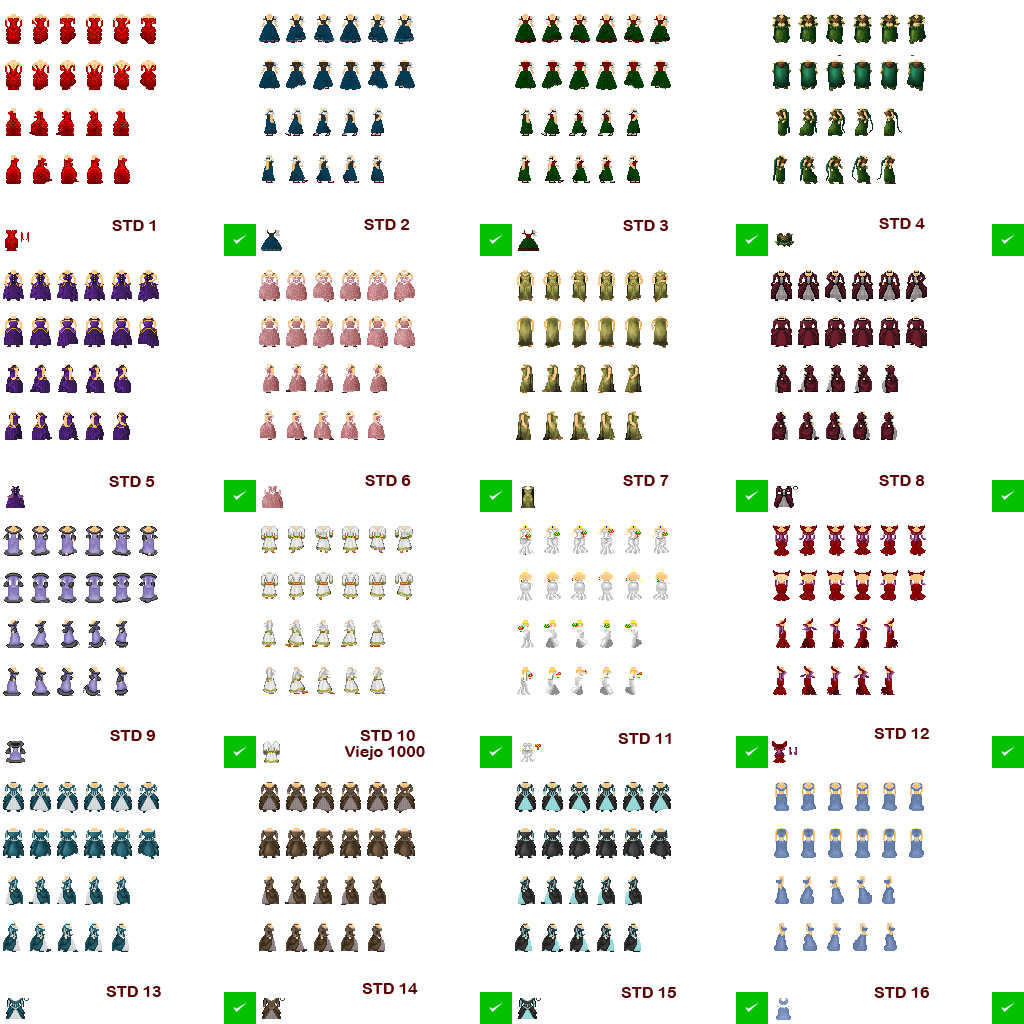 STD 1
STD 2
STD 3
STD 4
STD 5
STD 6
STD 7
STD 8
STD 9
STD 10
Viejo 1000
STD 11
STD 12
STD 13
STD 14
STD 15
STD 16